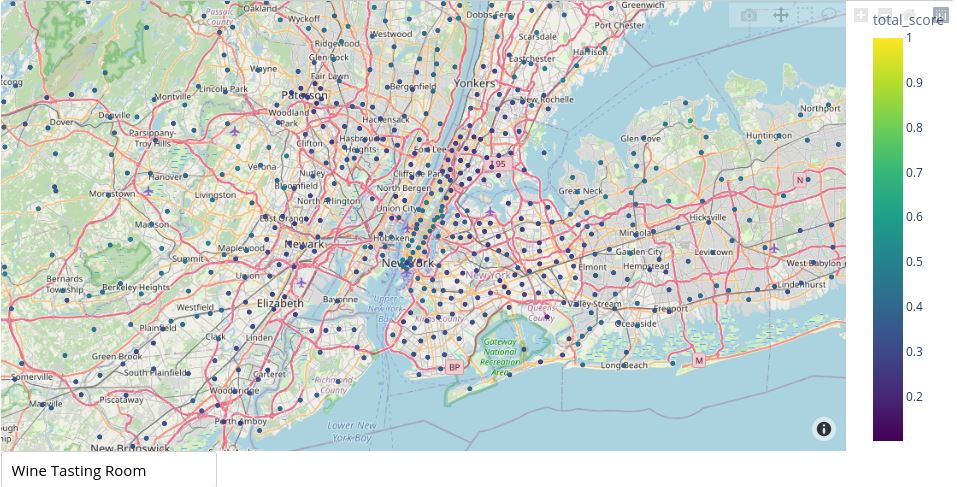 Oakland
Greenwich
Passaic
County
Wyckoff
Dobbs Ferry
Port Chester
total_score
Westwood
Scarsdale
Ridgewood
Harrison
1
Glen Rock
Eastchester
Wayne
Fair Lawn
Yonkers
Bergenfield
0.9
Lincoln Park
Paterson
Montville
New Rochelle
Northport
Dover
Denville
Woodland
Park
Hackensack
0.8
Parsippany-
Troy Hills
Clifton
Hasbrouck
Heights
Fort Lee
Glen Cove
Huntington
Verona
95
Hanover
Nutley
Cliffside Park
0.7
Bloomfield
North Bergen
Great Neck
N
Morristown
Livingston
North Arlington
Union City
0.6
Madison
East Orange
Hicksville
Newark
Hoboken
Mineola
Maplewood
Garden City
Levittown
Summit
New York
Elmont
Hempstead
West Babylon
0.5
Bernards
Township
Berkeley Heights
Union
New York
Lindenhurst
Elizabeth
Bayonne
Upper New York
Bay
Valley Stream
Freeport
0.4
Westfield
Kings County
Queens
County
Oceanside
Plainfield
Clark
Linden
Gateway
National
Recreation
Area
0.3
Green Brook
South Plainfield
Carteret
BP
M
Long Beach
Somerville
Richmond
County
Woodbridge
0.2
Manville
Piscataway
Perth Amboy
Lower New
York Bay
New Brunswick
Wine Tasting Room